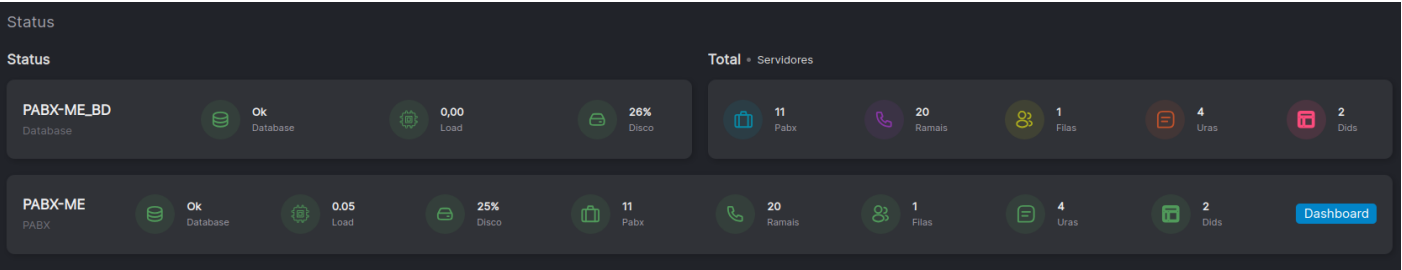 Status
Status
Total • Servidores
PABX-ME_BD
Database
Ok
Database
0,00
Load
26%
Disco
11
Pabx
20
Ramais
1
Filas
4
Uras
2
Dids
PABX-ME
PABX
Ok
Database
0.05
Load
25%
Disco
11
Pabx
20
Ramais
1
Filas
4
Uras
2
Dids
Dashboard